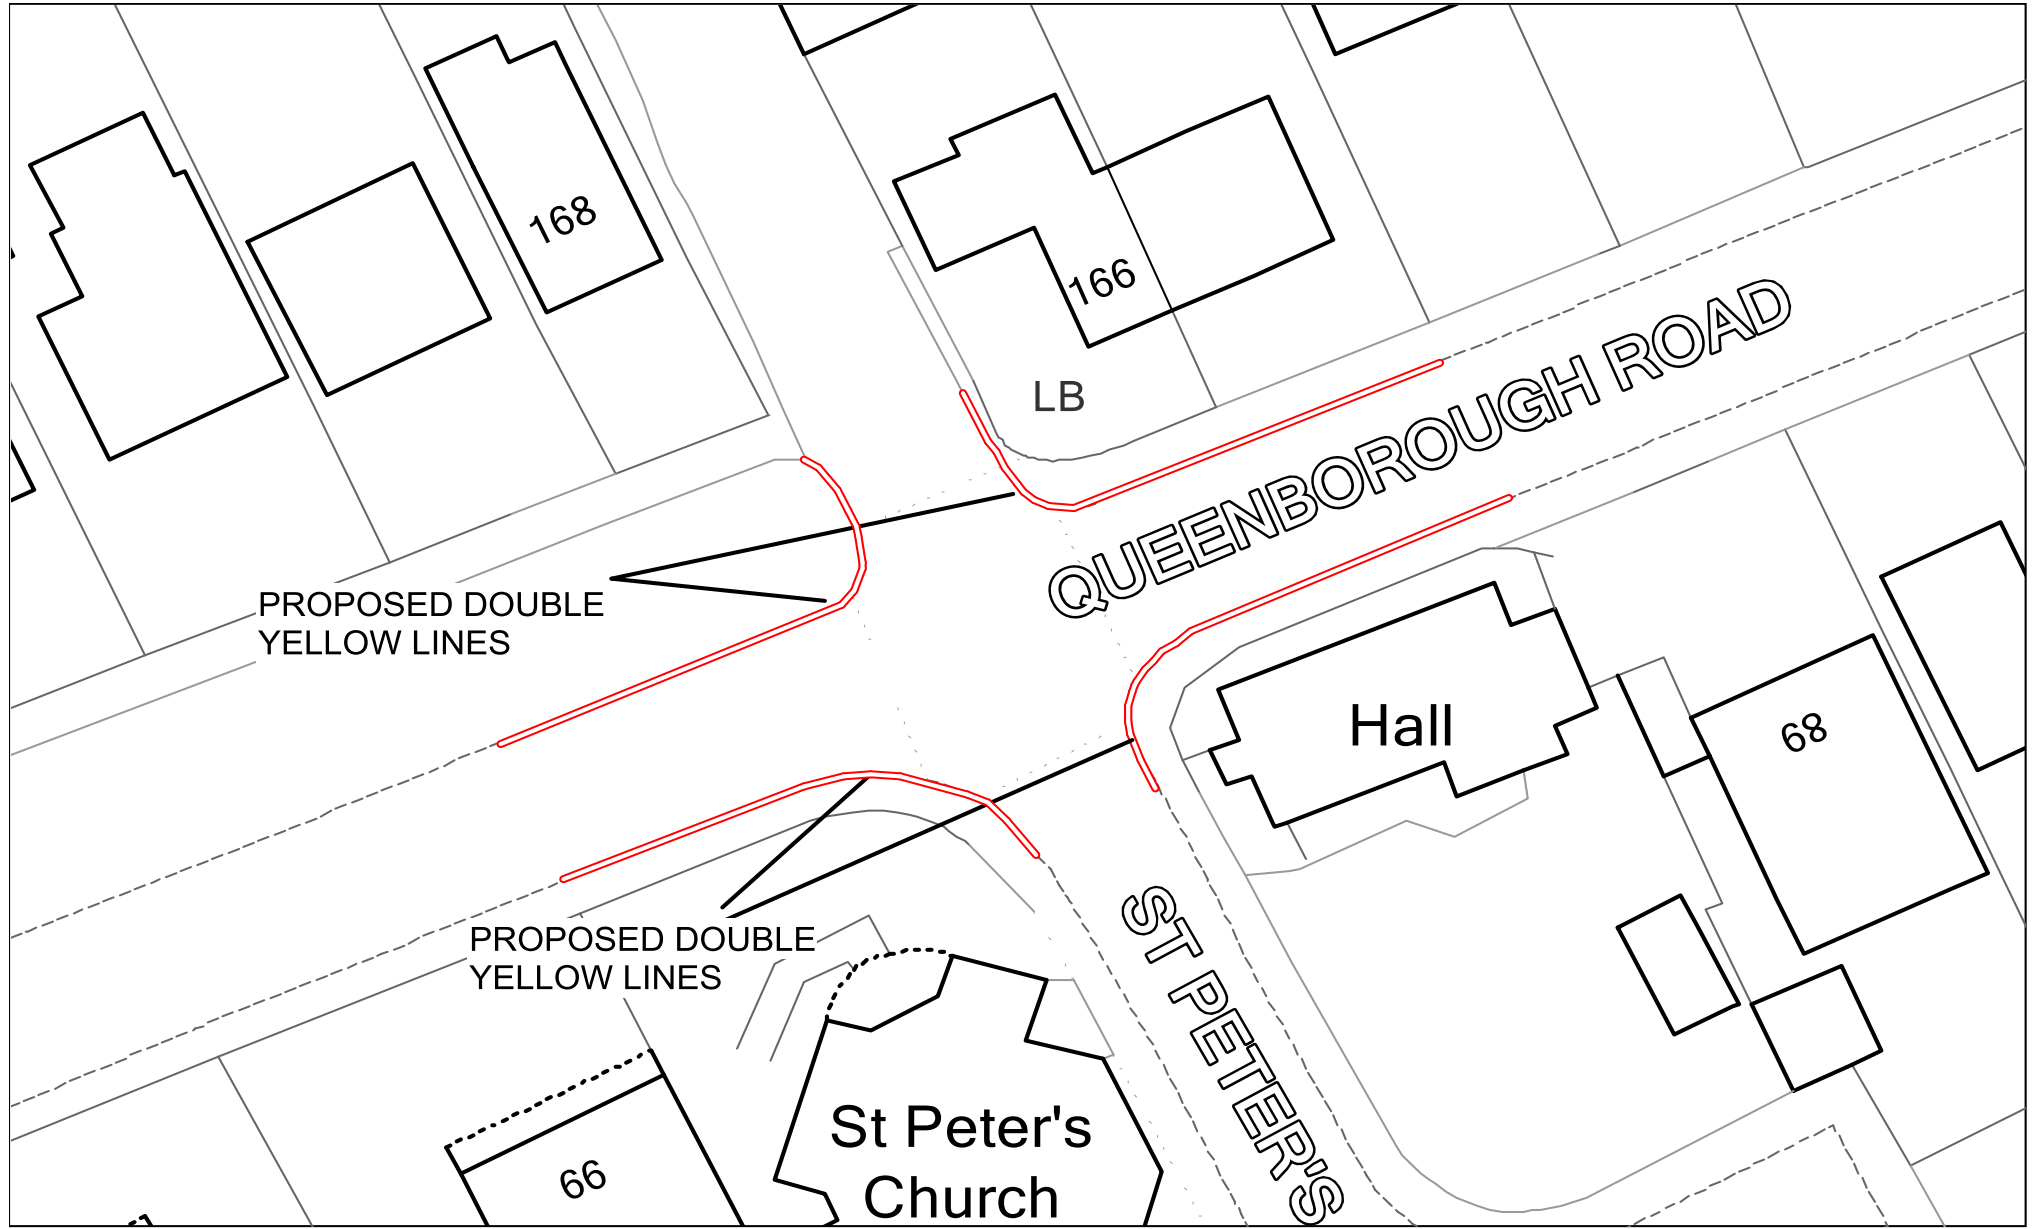 168
166
LB
QUEENBOROUGH ROAD
PROPOSED DOUBLE
YELLOW LINES
Hall
68
PROPOSED DOUBLE
YELLOW LINES
ST PETER'S
St Peter's
Church
66